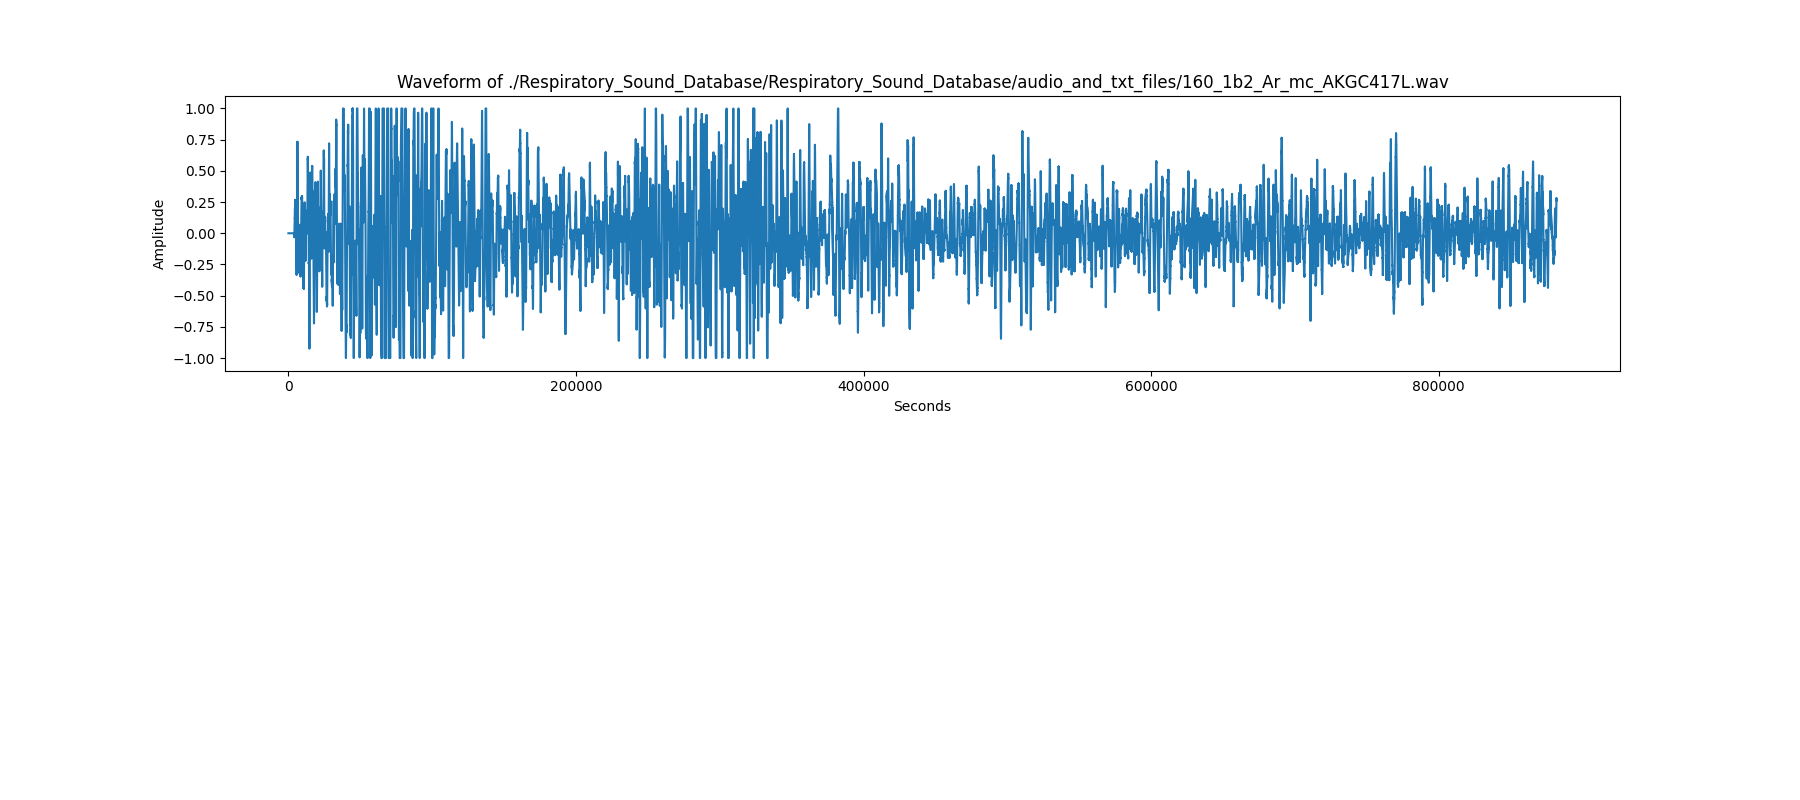 Waveform of ./Respiratory_Sound_Database/Respiratory_Sound_Database/audio_and_txt_files/160_1b2_Ar_mc_AKGC417L.wav
1.00
0.75
0.50
0.25
0.00
−0.25
−0.50
−0.75
−1.00
Amplitude
0 200000 400000 600000 800000
Seconds